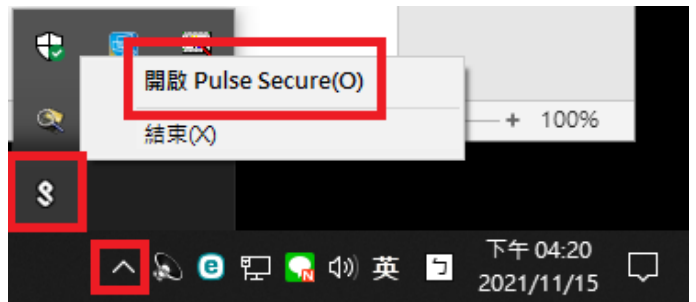 開啟 Pulse Secure(O)
結束(X)
100%
英
ㄅ
下午 04:20
2021/11/15